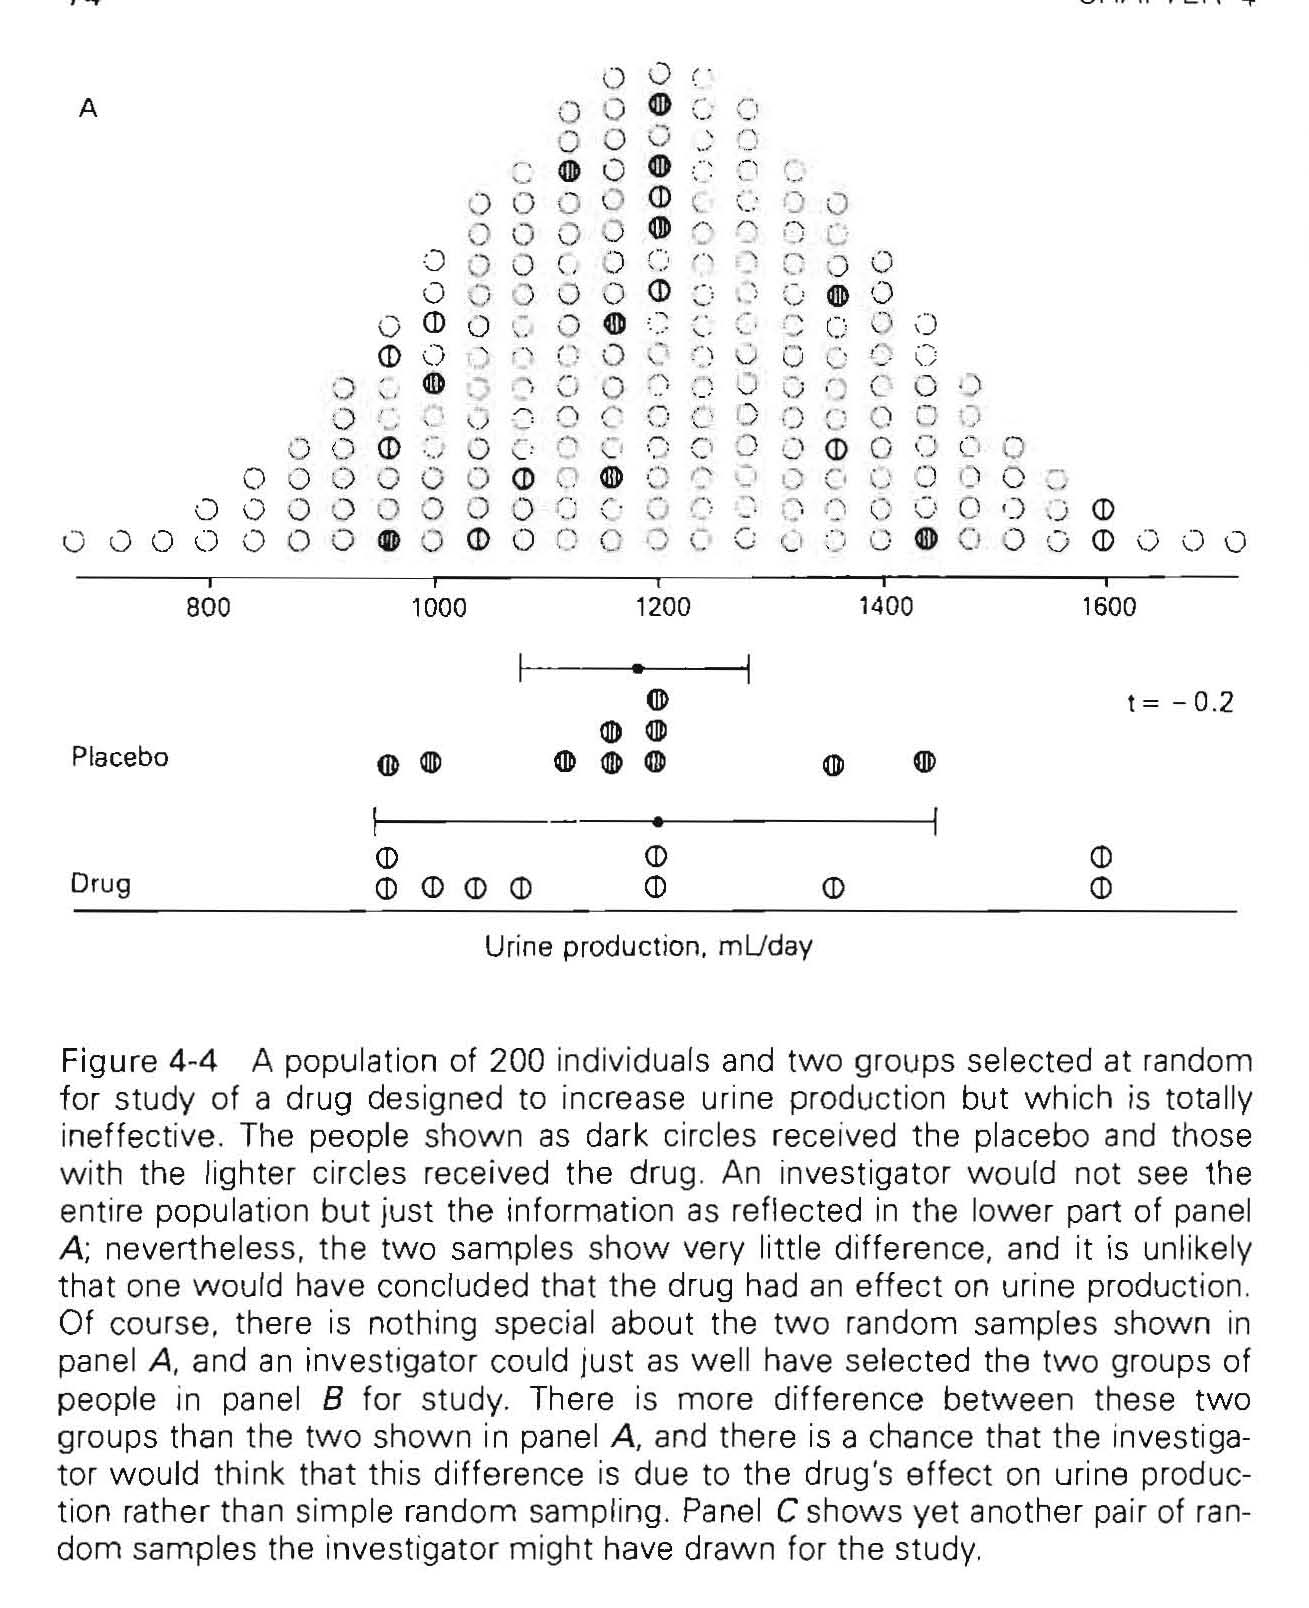 A
800 1000 1200 1400 1600
t = - 0.2
Placebo
Drug
Urine production, mL/day
Figure 4-4 A population of 200 individuals and two groups selected at random
for study of a drug designed to increase urine production but which is totally
ineffective. The people shown as dark circles received the placebo and those
with the lighter circles received the drug. An investigator would not see the
entire population but just the information as reflected in the lower part of panel
A; nevertheless, the two samples show very little difference, and it is unlikely
that one would have concluded that the drug had an effect on urine production.
Of course, there is nothing special about the two random samples shown in
panel A, and an investigator could just as well have selected the two groups of
people in panel B for study. There is more difference between these two
groups than the two shown in panel A, and there is a chance that the investiga-
tor would think that this difference is due to the drug's effect on urine produc-
tion rather than simple random sampling. Panel C shows yet another pair of ran-
dom samples the investigator might have drawn for the study.